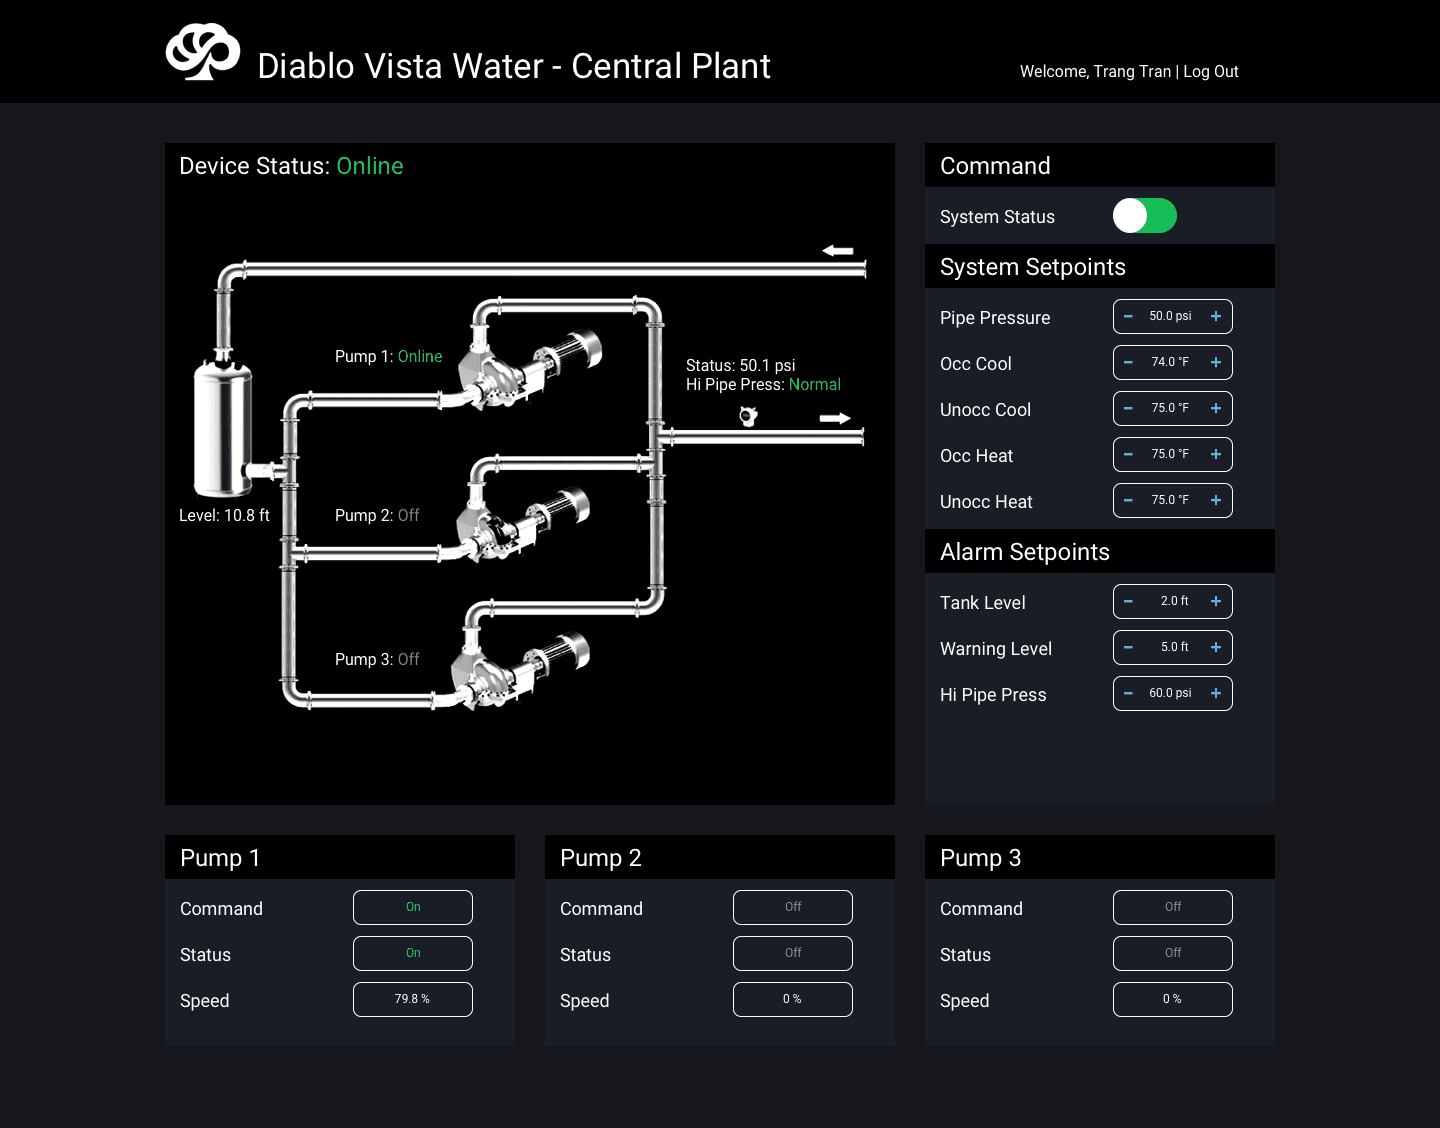 Diablo Vista Water - Central Plant
Welcome, Trang Tran | Log Out
Device Status: Online
Pump 1: Online
Status: 50.1 psi
Hi Pipe Press: Normal
Level: 10.8 ft
Pump 2: Off
Pump 3: Off
Command
System Status
System Setpoints
Pipe Pressure - 50.0 psi +
Occ Cool - 74.0 °F +
Unocc Cool - 75.0 °F +
Occ Heat - 75.0 °F +
Unocc Heat - 75.0 °F +
Alarm Setpoints
Tank Level - 2.0 ft +
Warning Level - 5.0 ft +
Hi Pipe Press - 60.0 psi +
Pump 1
Command On
Status On
Speed 79.8 %
Pump 2
Command Off
Status Off
Speed 0 %
Pump 3
Command Off
Status Off
Speed 0 %